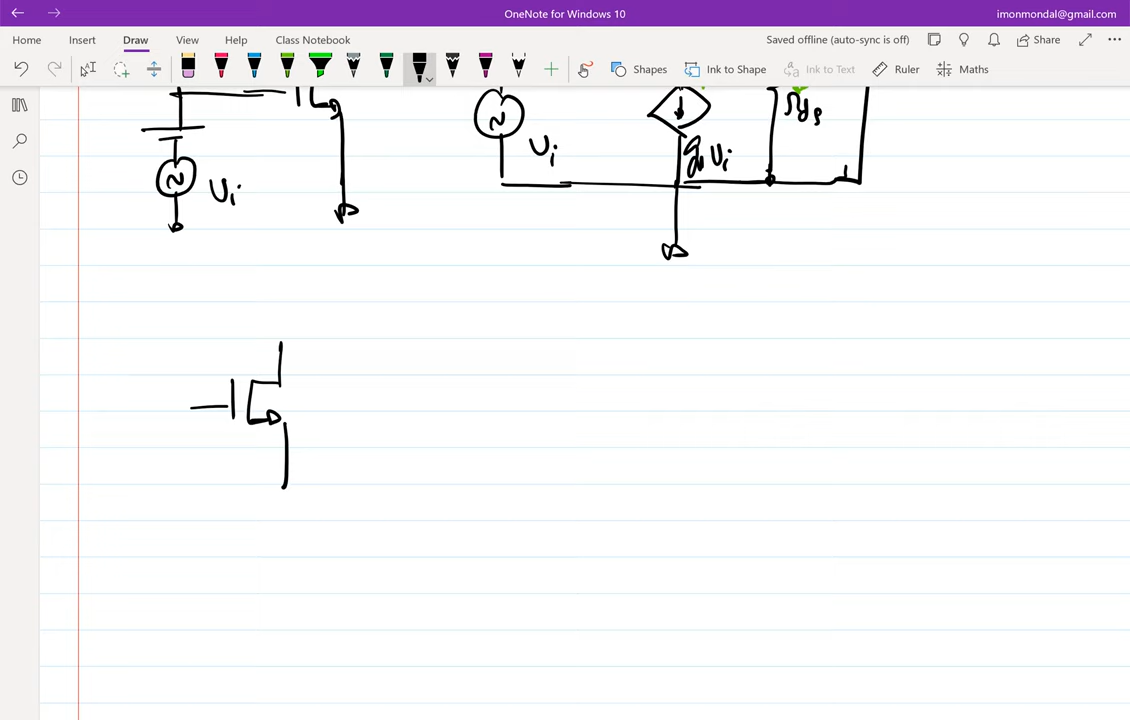 OneNote for Windows 10
imonmondal@gmail.com
Home Insert Draw View Help Class Notebook
Saved offline (auto-sync is off) Share
Shapes Ink to Shape Ink to Text Ruler Maths
Vi
Vi
Vi